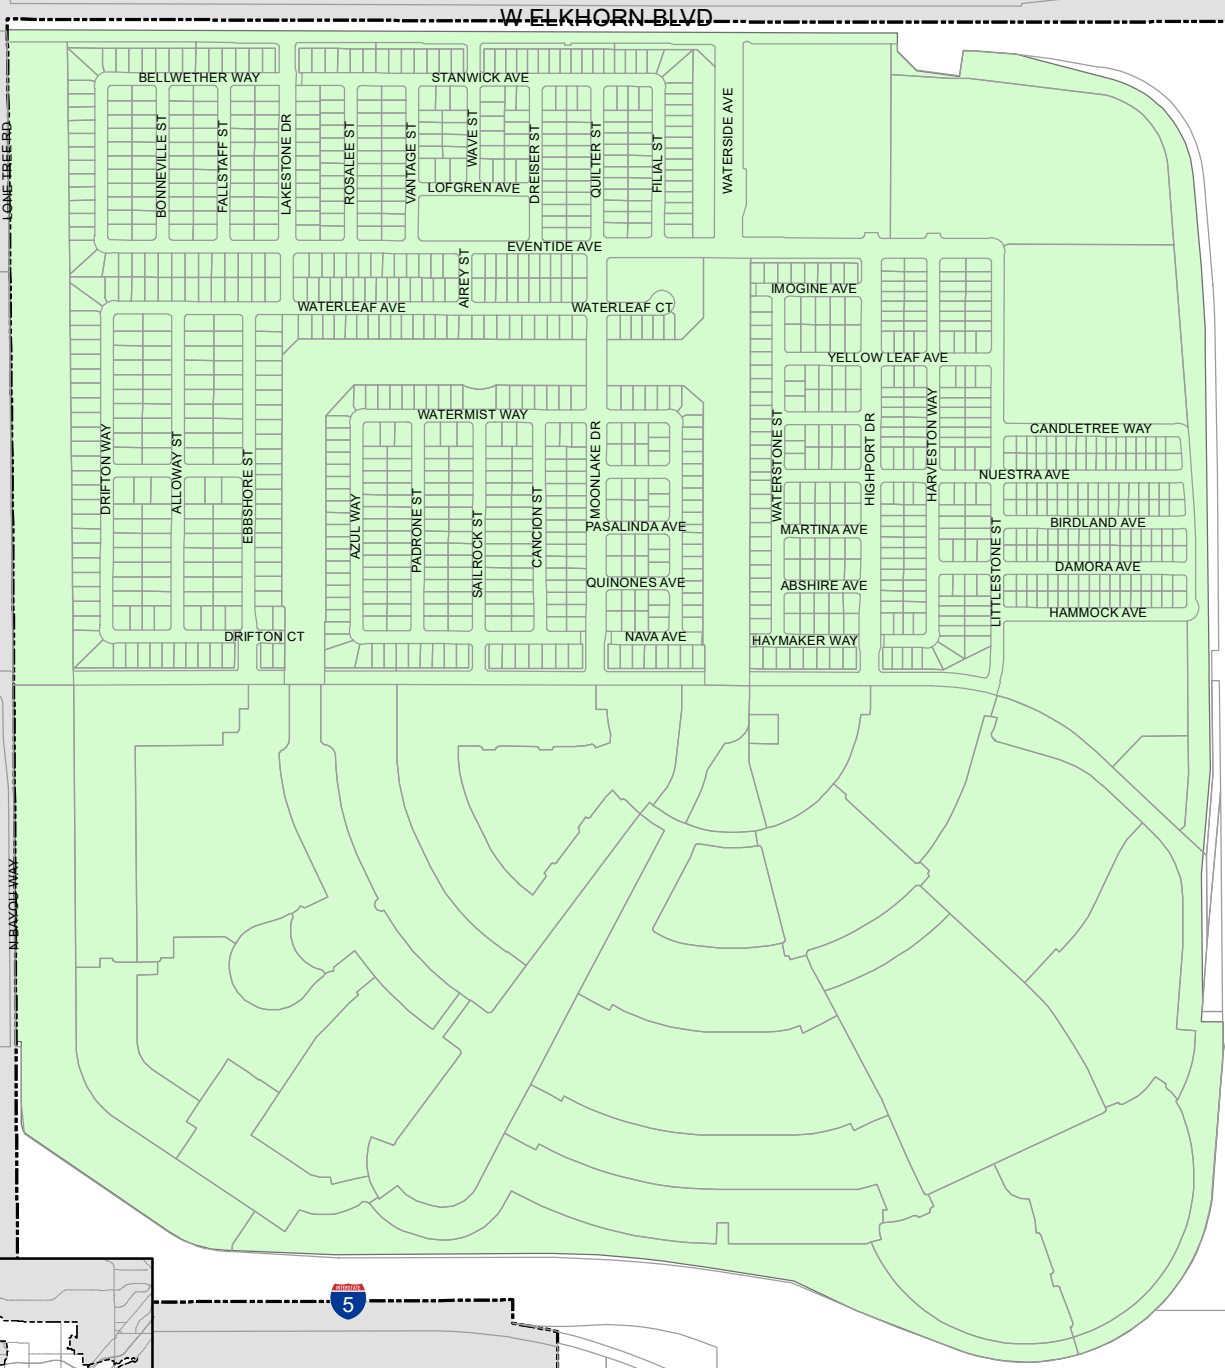 W ELKHORN BLVD
BELLWETHER WAY
STANWICK AVE
LONE TREE RD
BONNEVILLE ST
FALLSTAFF ST
LAKESTONE DR
ROSALEE ST
VANTAGE ST
WAVE ST
DREISER ST
QUILTER ST
FILIAL ST
WATERSIDE AVE
LOFGREN AVE
EVENTIDE AVE
AIREY ST
WATERLEAF AVE
WATERLEAF CT
IMOGINE AVE
YELLOW LEAF AVE
WATERMIST WAY
DRIFTON WAY
ALLOWAY ST
EBBSHORE ST
AZUL WAY
PADRONE ST
SAILROCK ST
CANCION ST
MOONLAKE DR
WATERSTONE ST
HIGHPORT DR
HARVESTON WAY
CANDLETREE WAY
NUESTRA AVE
BIRDLAND AVE
PASALINDA AVE
MARTINA AVE
LITTLESTONE ST
DAMORA AVE
QUINONES AVE
ABSHIRE AVE
HAMMOCK AVE
DRIFTON CT
NAVA AVE
HAYMAKER WAY
N BAYOU WAY
INTERSTATE
5